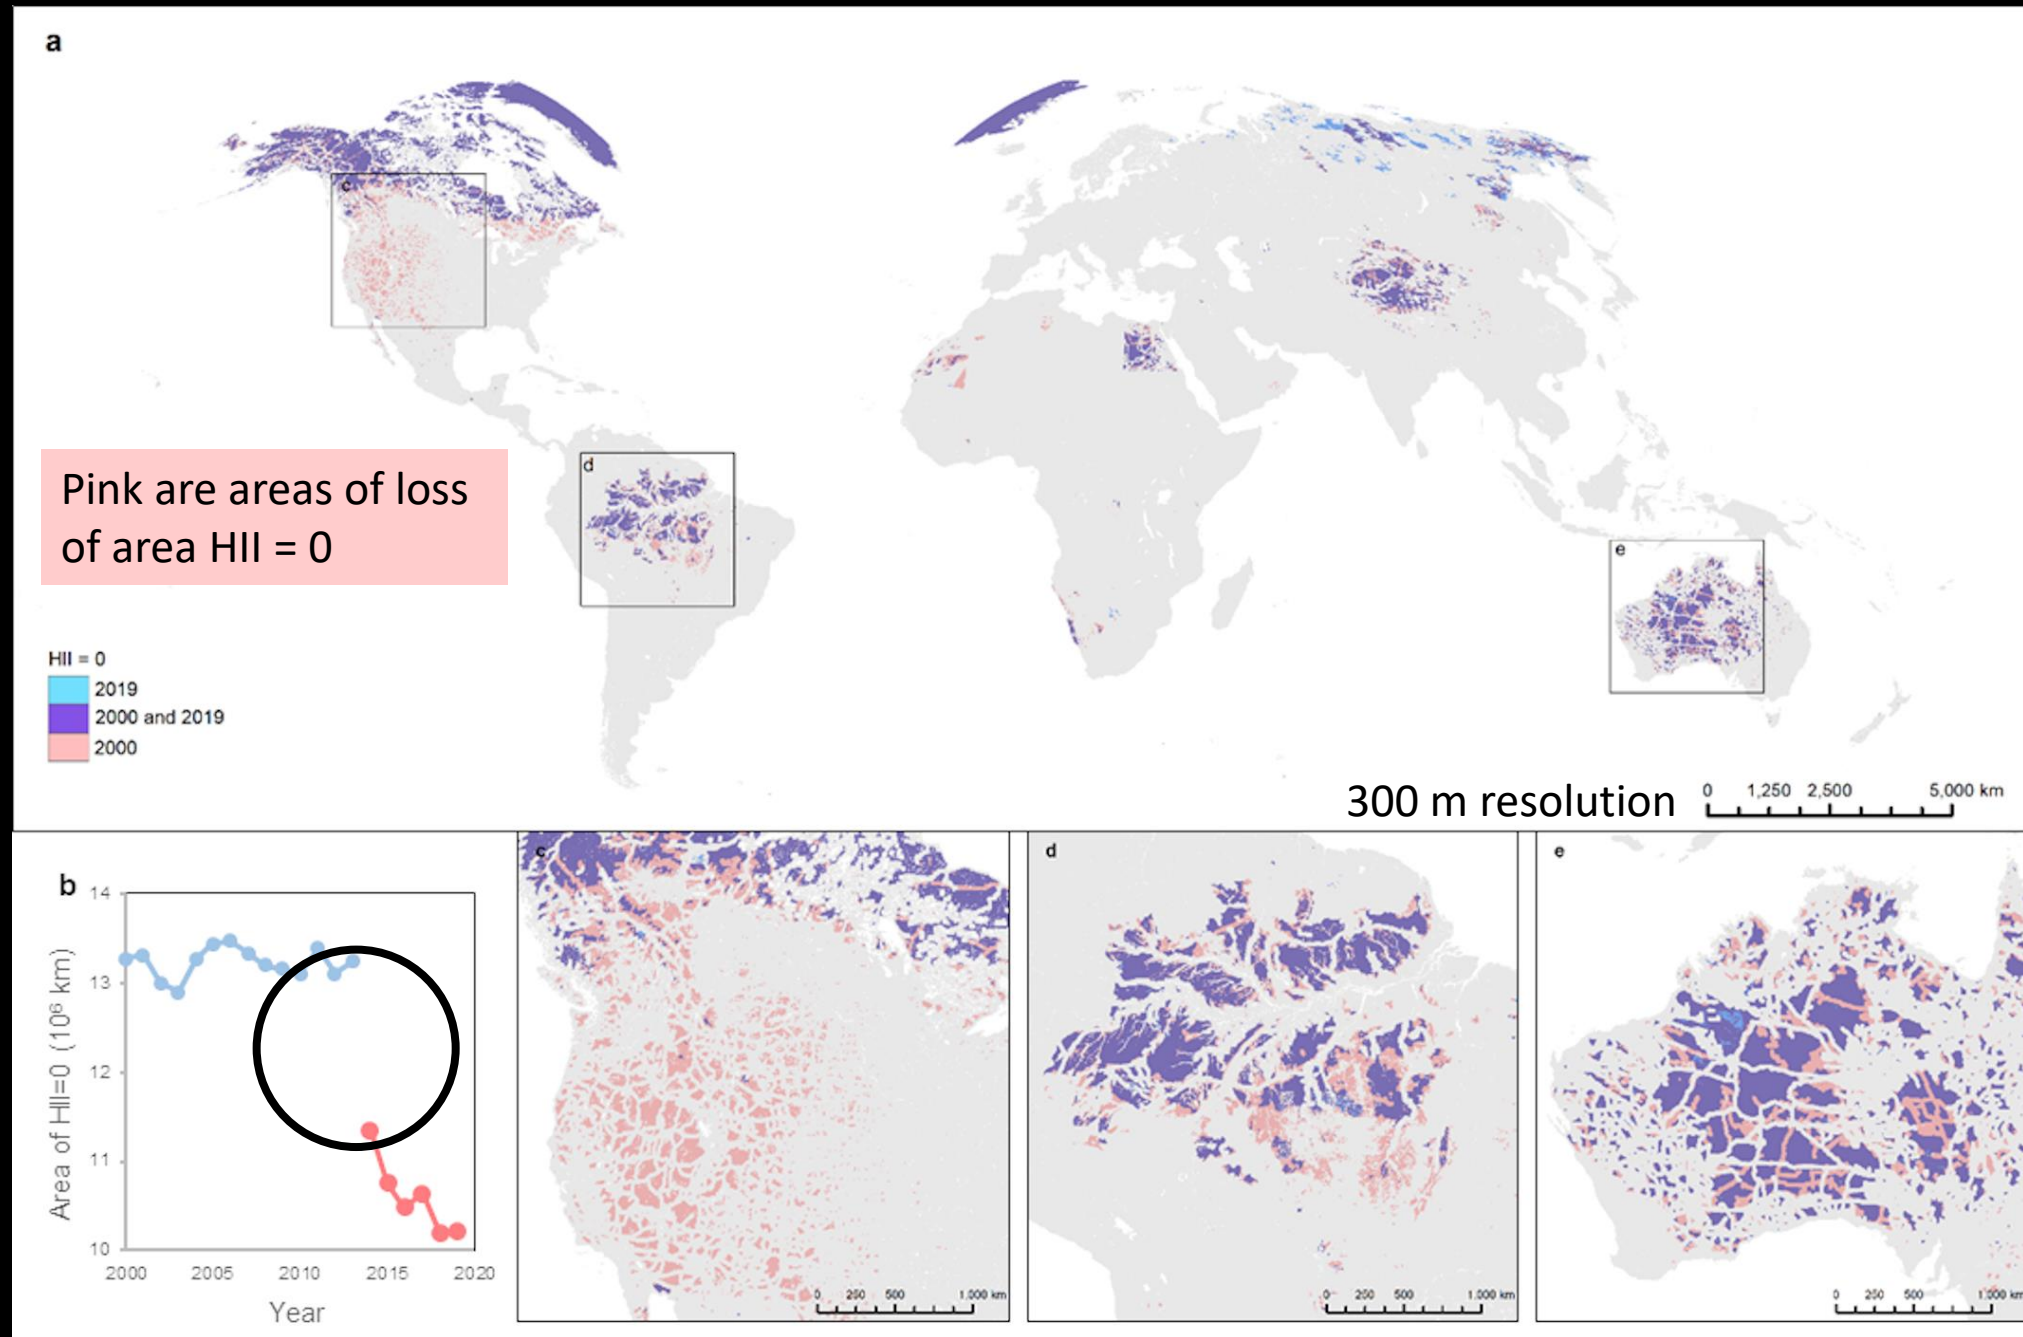 a
c
d
e
Pink are areas of loss
of area HII = 0
HII = 0
2019
2000 and 2019
2000
300 m resolution
0 1,250 2,500 5,000 km
b
14
13
12
11
10
Area of HII=0 (10⁶ km)
2000 2005 2010 2015 2020
Year
c
0 250 500 1.000 km
d
0 250 500 1.000 km
e
0 250 500 1.000 km